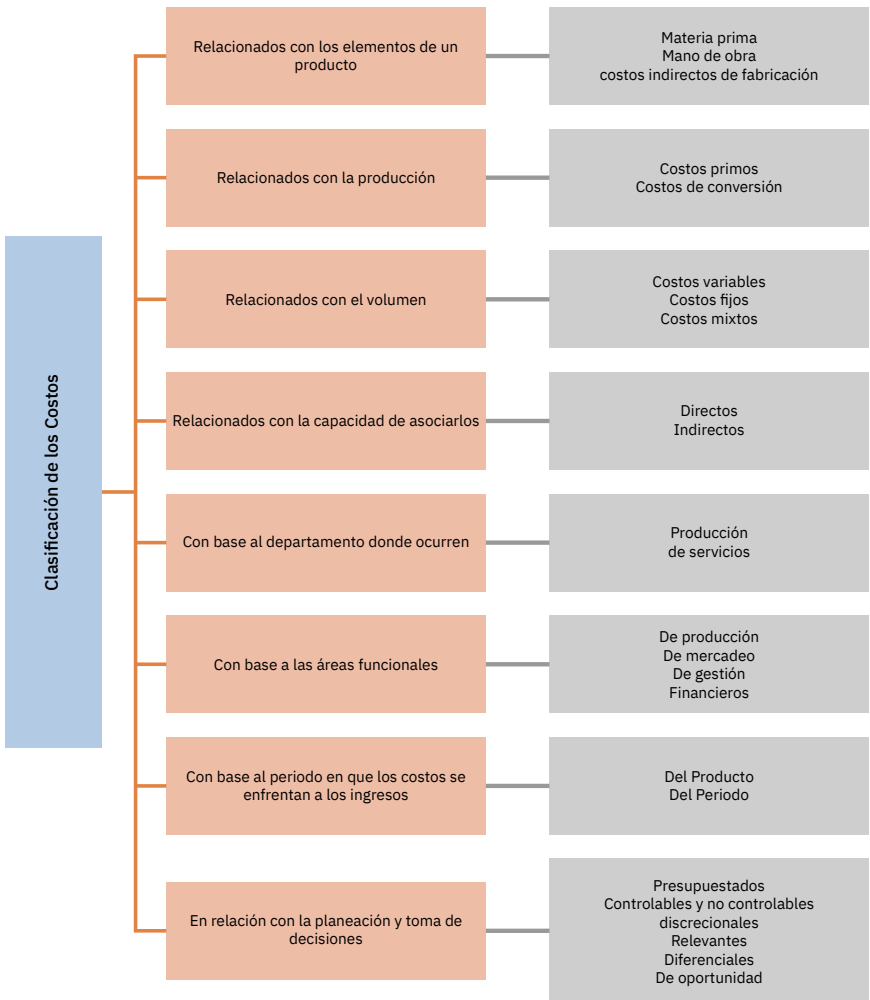 Clasificación de los Costos
Relacionados con los elementos de un
producto
Materia prima
Mano de obra
costos indirectos de fabricación
Relacionados con la producción
Costos primos
Costos de conversión
Relacionados con el volumen
Costos variables
Costos fijos
Costos mixtos
Relacionados con la capacidad de asociarlos
Directos
Indirectos
Con base al departamento donde ocurren
Producción
de servicios
Con base a las áreas funcionales
De producción
De mercadeo
De gestión
Financieros
Con base al periodo en que los costos se
enfrentan a los ingresos
Del Producto
Del Periodo
En relación con la planeación y toma de
decisiones
Presupuestados
Controlables y no controlables
discrecionales
Relevantes
Diferenciales
De oportunidad